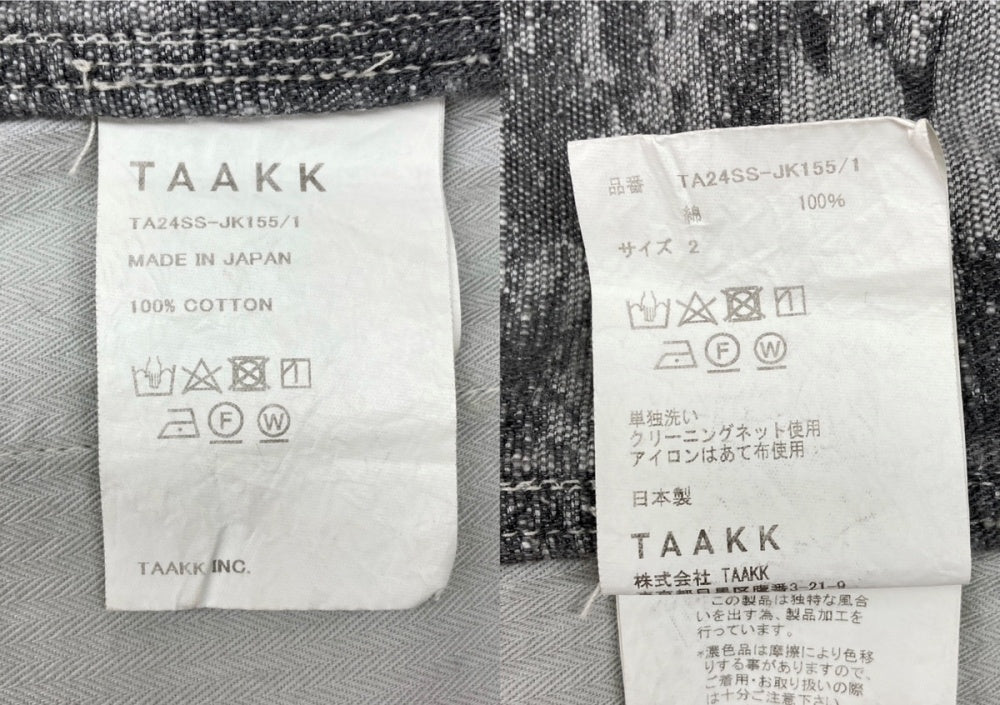 TAAKK
TA24SS-JK155/1
MADE IN JAPAN
100% COTTON
F W
TAAKK INC.
品番 TA24SS-JK155/1
綿 100%
サイズ 2
F W
単独洗い
クリーニングネット使用
アイロンはあて布使用
日本製
TAAKK
株式会社 TAAKK
3-21-9
この製品は独特な風合
いを出す為、製品加工を
行っています。
*濃色品は摩擦により色移
りする事がありますので、
ご着用・お取り扱いの際
は十分ご注意下さい